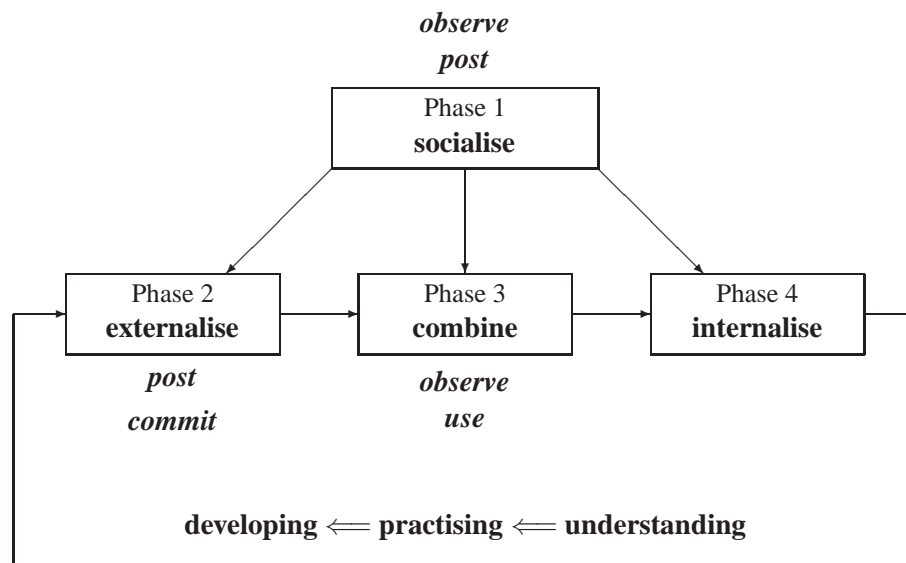 observe
post
Phase 1
socialise
Phase 2
externalise
Phase 3
combine
Phase 4
internalise
post
commit
observe
use
developing ⟸ practising ⟸ understanding